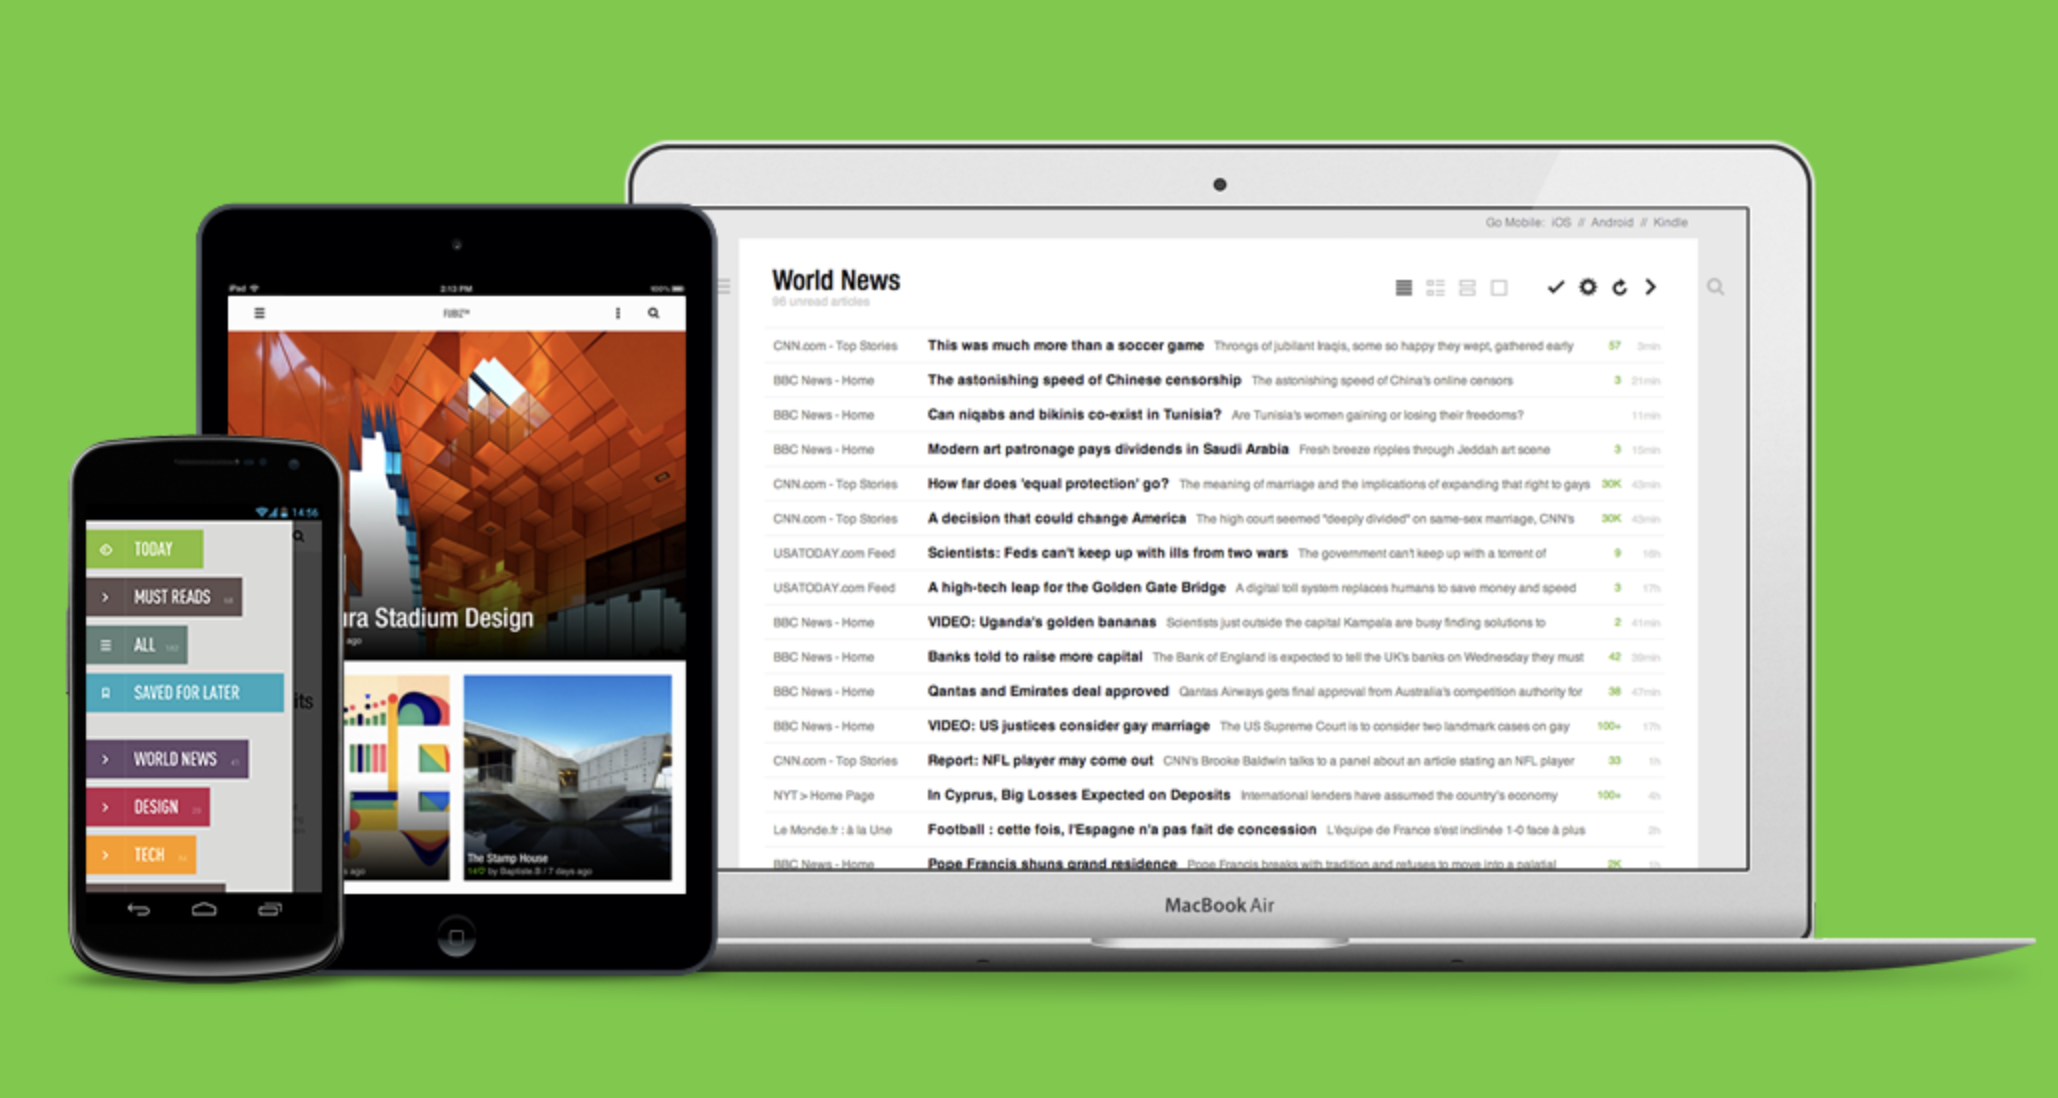 Go Mobile: iOS // Android // Kindle
World News
96 unread articles
CNN.com - Top Stories This was much more than a soccer game Throngs of jubilant Iraqis, some so happy they wept, gathered early 57 3min
BBC News - Home The astonishing speed of Chinese censorship The astonishing speed of China's online censors 3 21min
BBC News - Home Can niqabs and bikinis co-exist in Tunisia? Are Tunisia's women gaining or losing their freedoms? 11min
BBC News - Home Modern art patronage pays dividends in Saudi Arabia Fresh breeze ripples through Jeddah art scene 3 15min
CNN.com - Top Stories How far does 'equal protection' go? The meaning of marriage and the implications of expanding that right to gays 30K 43min
CNN.com - Top Stories A decision that could change America The high court seemed "deeply divided" on same-sex marriage, CNN's 30K 43min
USATODAY.com Feed Scientists: Feds can't keep up with ills from two wars The government can't keep up with a torrent of 9 16h
USATODAY.com Feed A high-tech leap for the Golden Gate Bridge A digital toll system replaces humans to save money and speed 3 17h
BBC News - Home VIDEO: Uganda's golden bananas Scientists just outside the capital Kampala are busy finding solutions to 2 41min
BBC News - Home Banks told to raise more capital The Bank of England is expected to tell the UK's banks on Wednesday they must 42 39min
BBC News - Home Qantas and Emirates deal approved Qantas Airways gets final approval from Australia's competition authority for 38 47min
BBC News - Home VIDEO: US justices consider gay marriage The US Supreme Court is to consider two landmark cases on gay 100+ 17h
CNN.com - Top Stories Report: NFL player may come out CNN's Brooke Baldwin talks to a panel about an article stating an NFL player 33 1h
NYT > Home Page In Cyprus, Big Losses Expected on Deposits International lenders have assumed the country's economy 100+ 4h
Le Monde.fr : à la Une Football : cette fois, l'Espagne n'a pas fait de concession L'équipe de France s'est inclinée 1-0 face à plus 2h
BBC News - Home Pope Francis shuns grand residence Pope Francis breaks with tradition and refuses to move into a palatial 2K 1h
MacBook Air
iPad 2:13 PM 100%
FUBIZ™
ra Stadium Design
ago
s ago
The Stamp House
147 by Baptiste.B / 7 days ago
14:56
TODAY
MUST READS
ALL
SAVED FOR LATER
its
WORLD NEWS
DESIGN
TECH